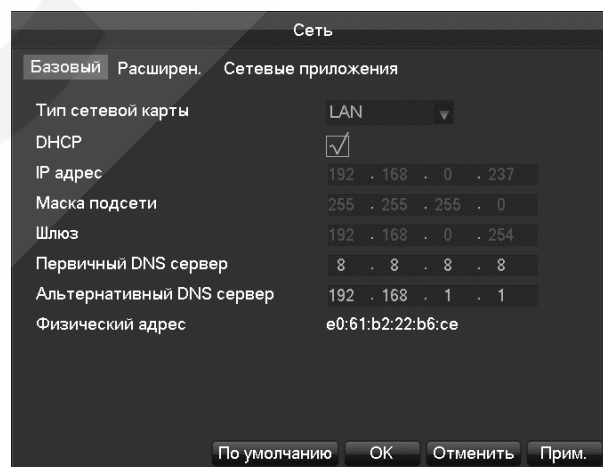 Сеть
Базовый Расширен. Сетевые приложения
Тип сетевой карты LAN
DHCP
IP адрес 192 . 168 . 0 . 237
Маска подсети 255 . 255 . 255 . 0
Шлюз 192 . 168 . 0 . 254
Первичный DNS сервер 8 . 8 . 8 . 8
Альтернативный DNS сервер 192 . 168 . 1 . 1
Физический адрес e0:61:b2:22:b6:ce
По умолчанию OK Отменить Прим.